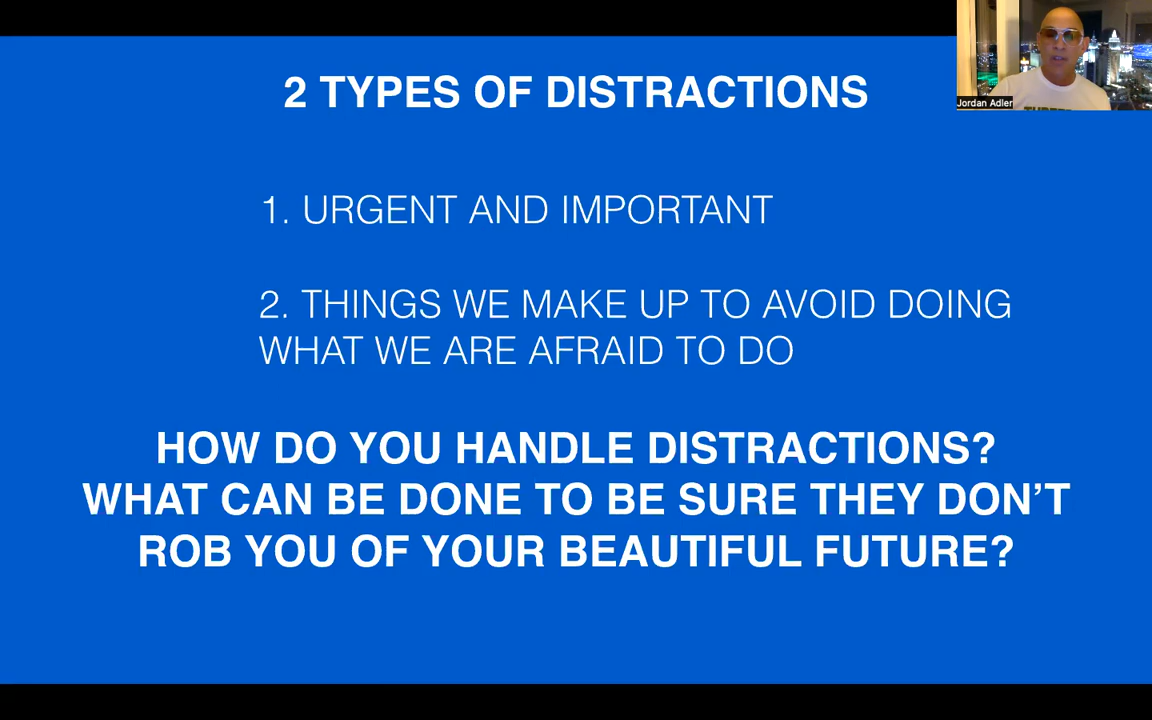 2 TYPES OF DISTRACTIONS
Jordan Adler
1. URGENT AND IMPORTANT
2. THINGS WE MAKE UP TO AVOID DOING
WHAT WE ARE AFRAID TO DO
HOW DO YOU HANDLE DISTRACTIONS?
WHAT CAN BE DONE TO BE SURE THEY DON’T
ROB YOU OF YOUR BEAUTIFUL FUTURE?